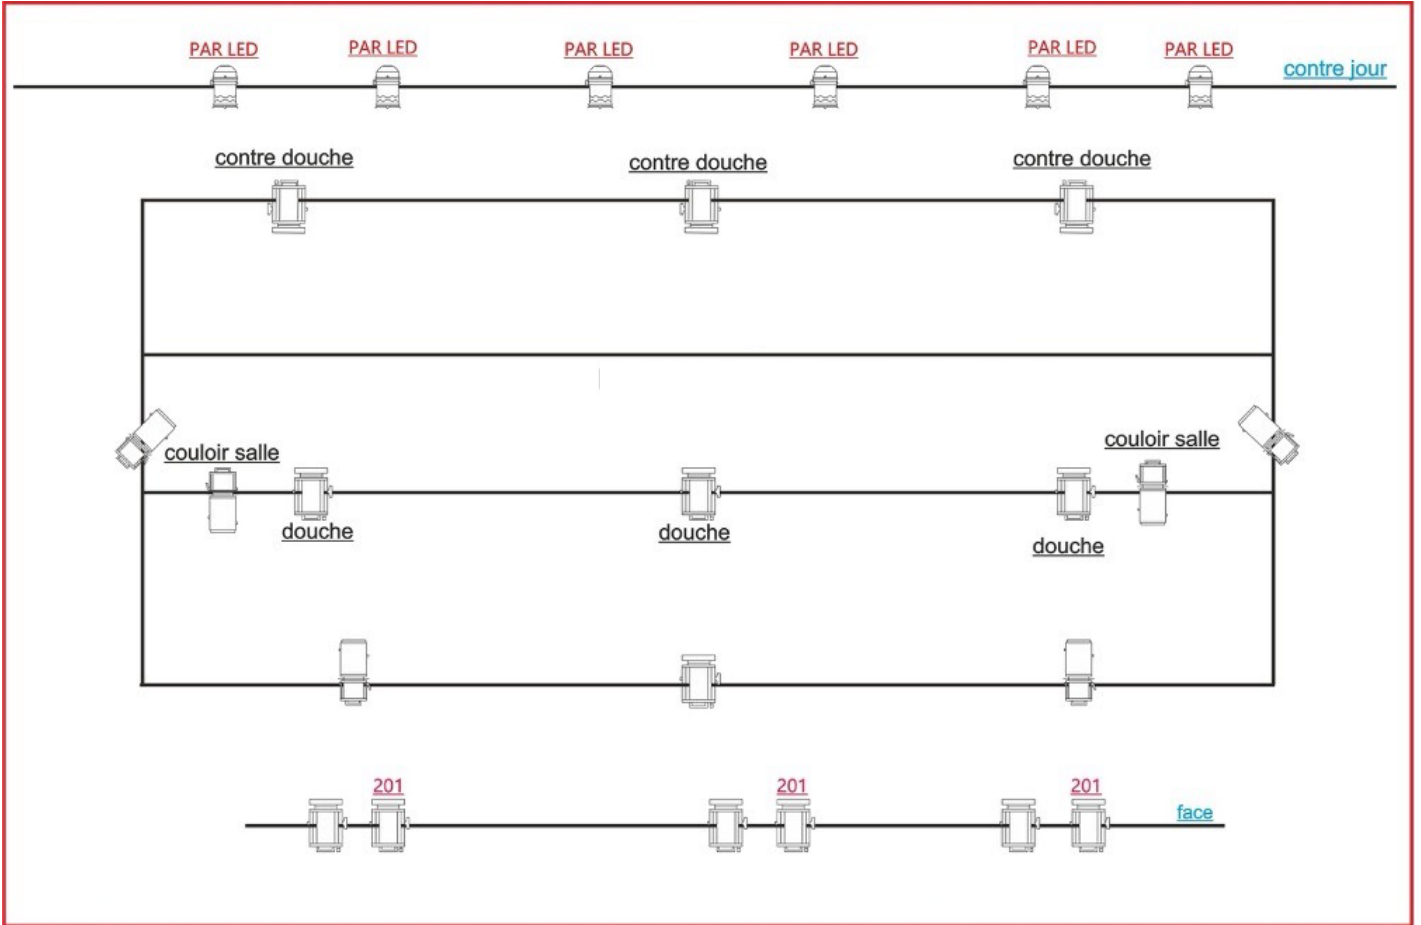 PAR LED
PAR LED
PAR LED
PAR LED
PAR LED
PAR LED
contre jour
contre douche
contre douche
contre douche
couloir salle
couloir salle
douche
douche
douche
201
201
201
face